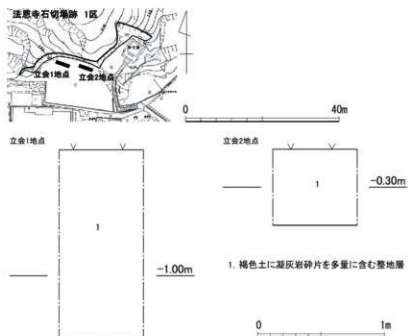 法恩寺石切場跡 1区
立会1地点
立会2地点
0
40m
立会1地点
1
-1.00m
立会2地点
1
-0.30m
1. 褐色土に凝灰岩砕片を多量に含む整地層
0
1m